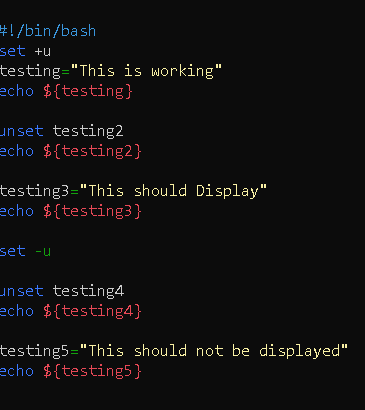 #!/bin/bash
set +u
testing="This is working"
echo ${testing}
unset testing2
echo ${testing2}
testing3="This should Display"
echo ${testing3}
set -u
unset testing4
echo ${testing4}
testing5="This should not be displayed"
echo ${testing5}